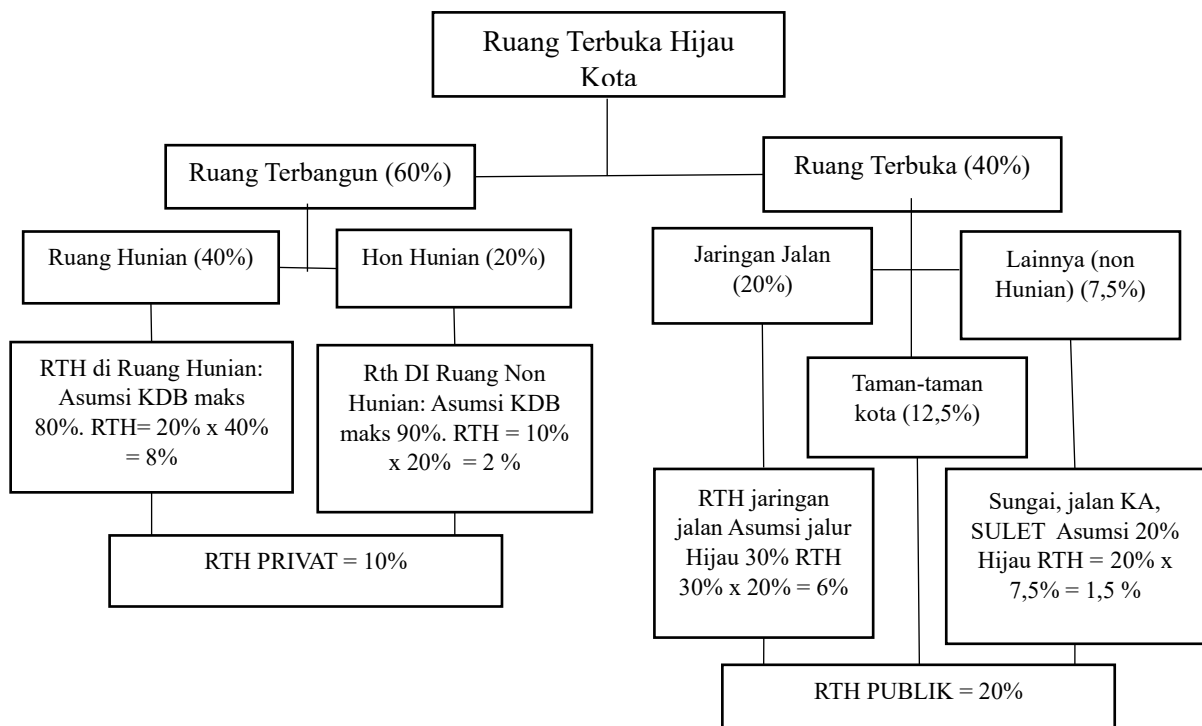 Ruang Terbuka Hijau
Kota
Ruang Terbangun (60%)
Ruang Terbuka (40%)
Ruang Hunian (40%)
Hon Hunian (20%)
Jaringan Jalan
(20%)
Lainnya (non
Hunian) (7,5%)
RTH di Ruang Hunian:
Asumsi KDB maks
80%. RTH= 20% x 40%
= 8%
Rth DI Ruang Non
Hunian: Asumsi KDB
maks 90%. RTH = 10%
x 20% = 2 %
Taman-taman
kota (12,5%)
RTH jaringan
jalan Asumsi jalur
Hijau 30% RTH
30% x 20% = 6%
Sungai, jalan KA,
SULET Asumsi 20%
Hijau RTH = 20% x
7,5% = 1,5 %
RTH PRIVAT = 10%
RTH PUBLIK = 20%